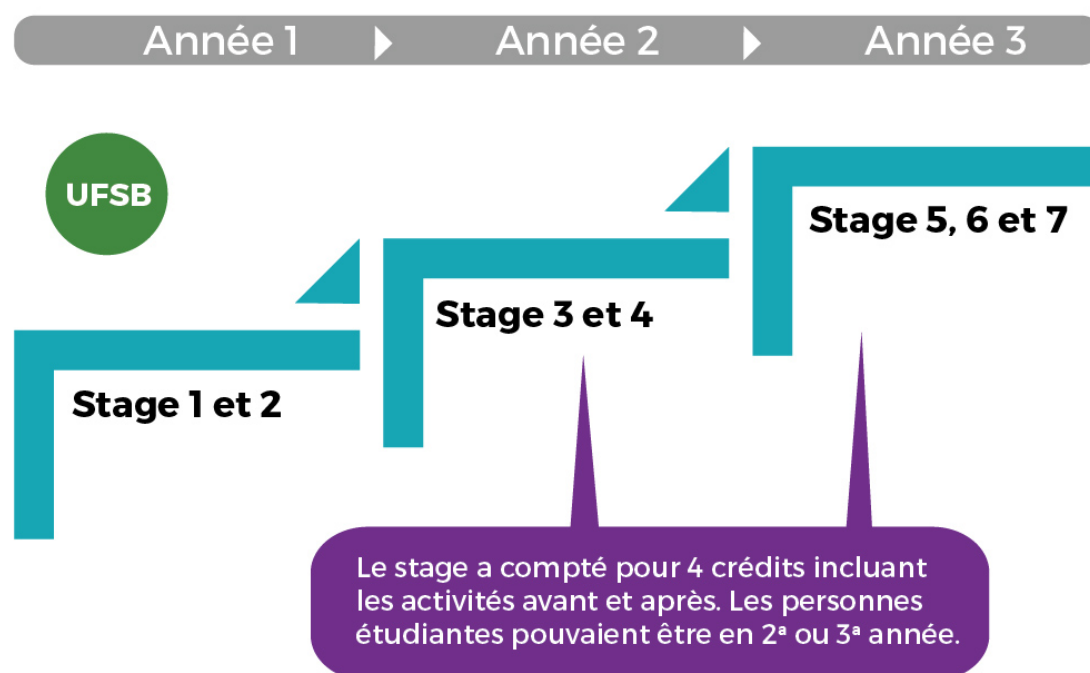 Année 1 Année 2 Année 3
UFSB
Stage 5, 6 et 7
Stage 3 et 4
Stage 1 et 2
Le stage a compté pour 4 crédits incluant
les activités avant et après. Les personnes
étudiantes pouvaient être en 2ª ou 3ª année.